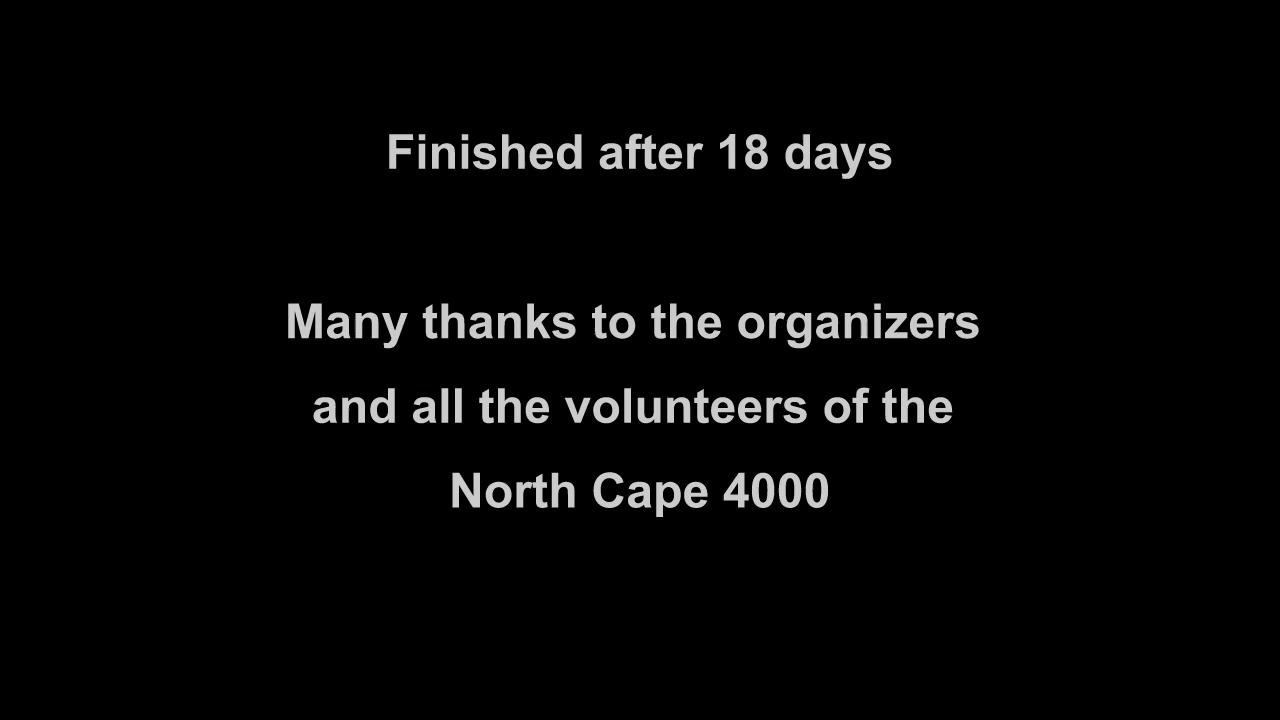 Finished after 18 days
Many thanks to the organizers
and all the volunteers of the
North Cape 4000